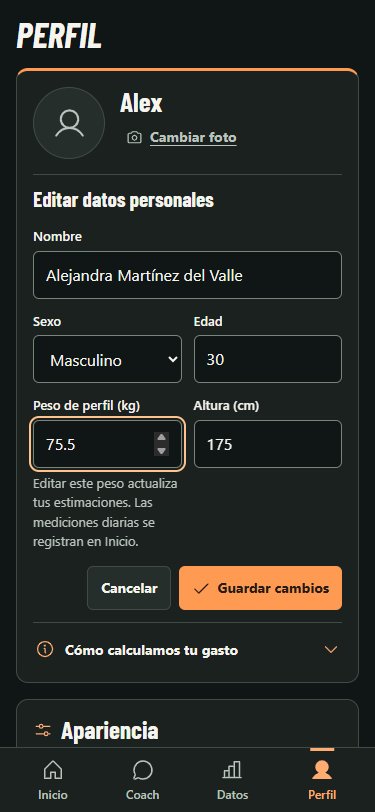 PERFIL
Alex
Cambiar foto
Editar datos personales
Nombre
Alejandra Martínez del Valle
Sexo
Edad
Masculino
30
Peso de perfil (kg)
Altura (cm)
75.5
175
Editar este peso actualiza
tus estimaciones. Las
mediciones diarias se
registran en Inicio.
Cancelar
Guardar cambios
Cómo calculamos tu gasto
Apariencia
Inicio
Coach
Datos
Perfil